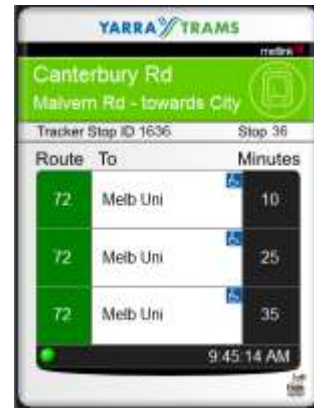 YARRA TRAMS
metlink
Canterbury Rd
Malvern Rd - towards City
Tracker Stop ID 1636 Stop 36
Route To Minutes
72 Melb Uni 10
72 Melb Uni 25
72 Melb Uni 35
9:45:14 AM